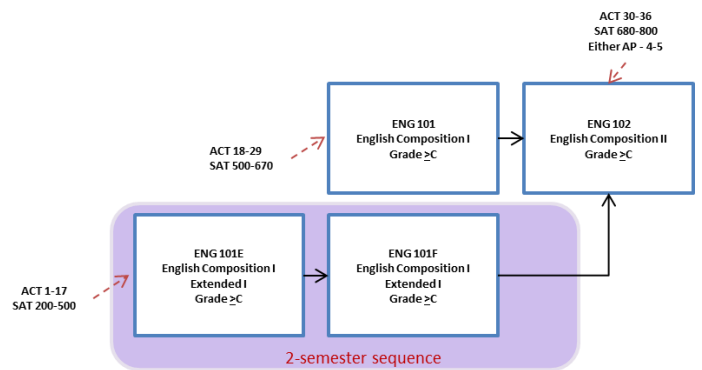 ACT 30-36
SAT 680-800
Either AP - 4-5
ENG 101
English Composition I
Grade >C
ENG 102
English Composition II
Grade >C
ACT 18-29
SAT 500-670
ENG 101E
English Composition I
Extended I
Grade >C
ENG 101F
English Composition I
Extended I
Grade >C
ACT 1-17
SAT 200-500
2-semester sequence